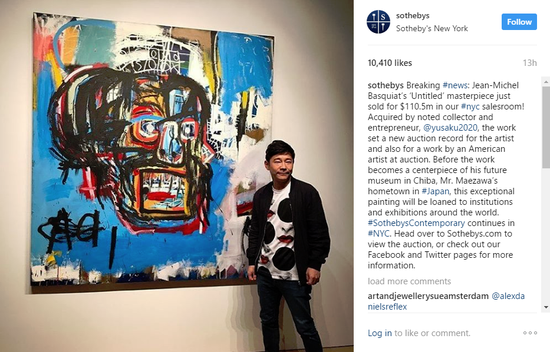 sothebys
Sotheby's New York
Follow
10,410 likes
13h
sothebys Breaking #news: Jean-Michel
Basquiat's 'Untitled' masterpiece just
sold for $110.5m in our #nyc salesroom!
Acquired by noted collector and
entrepreneur, @yusaku2020, the work
set a new auction record for the artist
and also for a work by an American
artist at auction. Before the work
becomes a centerpiece of his future
museum in Chiba, Mr. Maezawa's
hometown in #Japan, this exceptional
painting will be loaned to institutions
and exhibitions around the world.
#SothebysContemporary continues in
#NYC. Head over to Sothebys.com to
view the auction, or check out our
Facebook and Twitter pages for more
information.
load more comments
artandjewellerysueamsterdam @alexda
nielsreflex
Log in to like or comment.